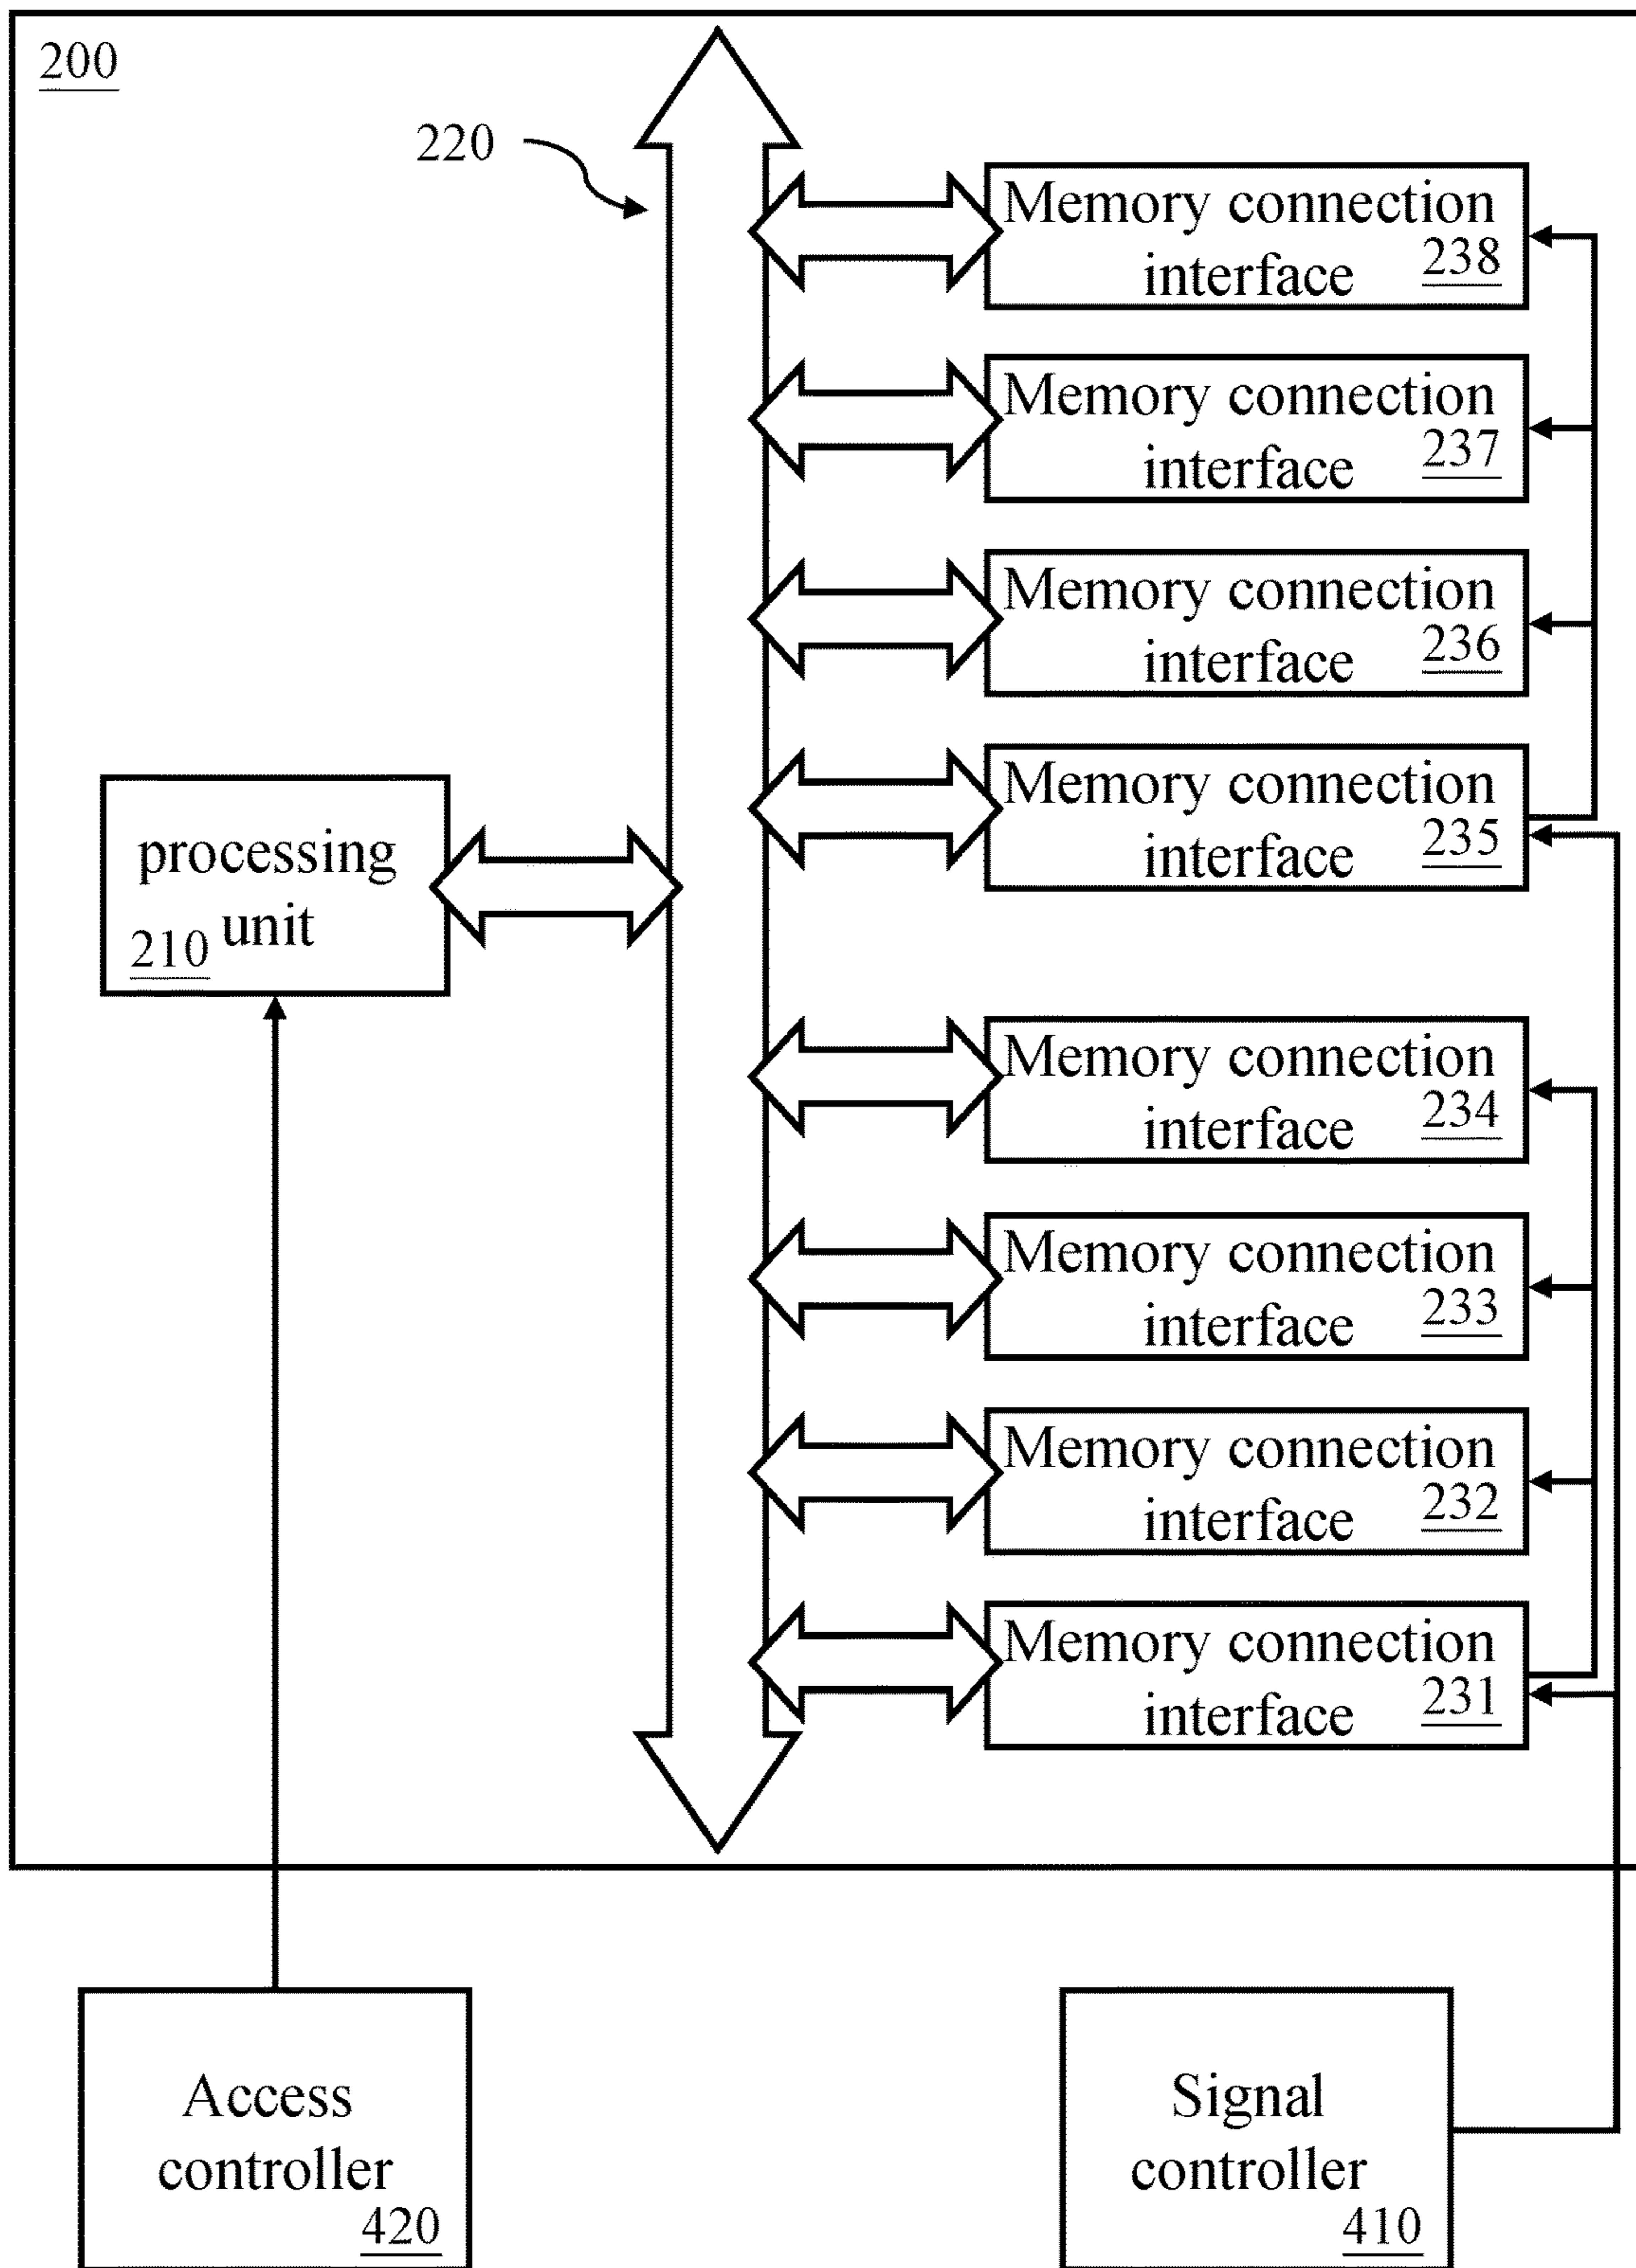 200
220
Memory connection
interface 238
Memory connection
interface 237
Memory connection
interface 236
Memory connection
interface 235
processing
210 unit
Memory connection
interface 234
Memory connection
interface 233
Memory connection
interface 232
Memory connection
interface 231
Access
controller
420
Signal
controller
410